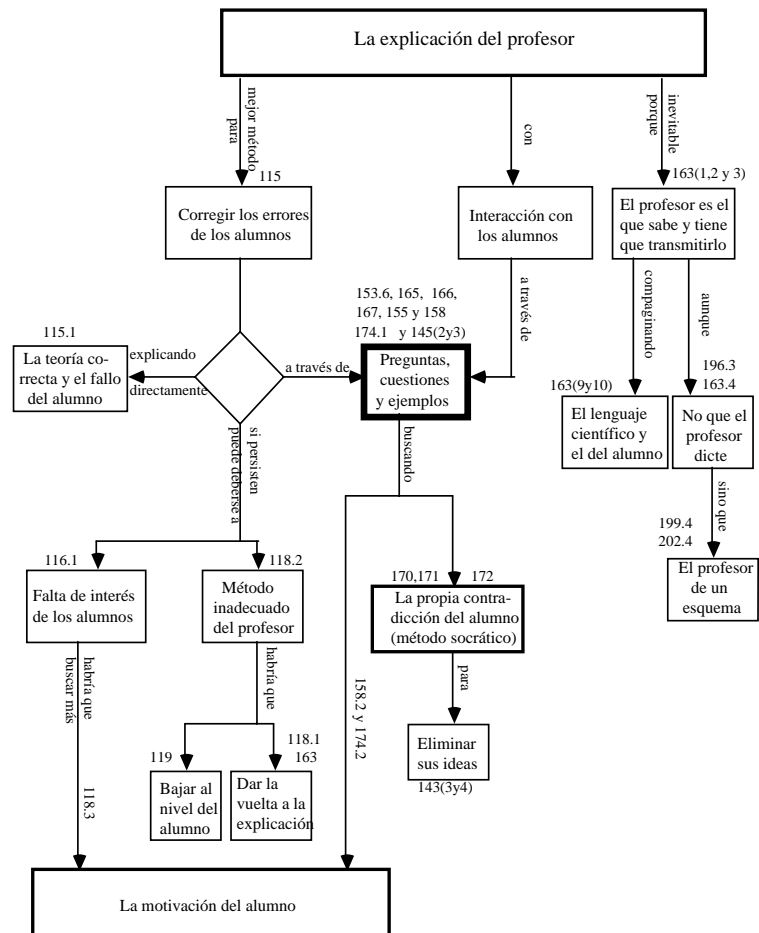 La explicación del profesor
mejor método
para
con
inevitable
porque
115
163(1,2 y 3)
Corregir los errores
de los alumnos
Interacción con
los alumnos
El profesor es el
que sabe y tiene
que transmitirlo
153.6, 165, 166,
167, 155 y 158
174.1 y 145(2y3)
a través de
compaginando
aunque
115.1
La teoría co-
rrecta y el fallo
del alumno
explicando
directamente
a través de
Preguntas,
cuestiones
y ejemplos
196.3
163.4
163(9y10)
El lenguaje
científico y
el del alumno
No que el
profesor
dicte
si persisten
puede deberse a
buscando
sino que
199.4
202.4
El profesor
de un
esquema
116.1
118.2
Falta de interés
de los alumnos
Método
inadecuado
del profesor
170,171
172
La propia contra-
dicción del alumno
(método socrático)
habría que
buscar más
habría que
para
158.2 y 174.2
118.3
119
118.1
163
Bajar al
nivel del
alumno
Dar la
vuelta a la
explicación
Eliminar
sus ideas
143(3y4)
La motivación del alumno